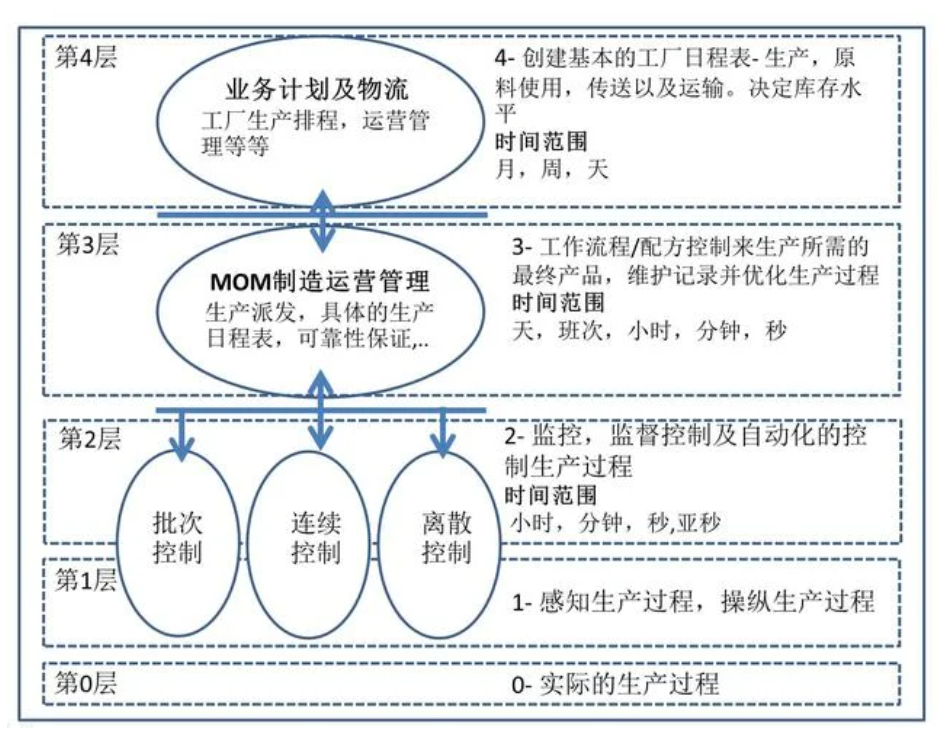 第4层
业务计划及物流
工厂生产排程，运营管
理等等
4- 创建基本的工厂日程表- 生产，原
料使用，传送以及运输。决定库存水
平
时间范围
月，周，天
第3层
MOM制造运营管理
生产派发，具体的生产
日程表，可靠性保证,..
3- 工作流程/配方控制来生产所需的
最终产品，维护记录并优化生产过程
时间范围
天，班次，小时，分钟，秒
第2层
2- 监控，监督控制及自动化的控
制生产过程
时间范围
小时，分钟，秒,亚秒
批次
控制
连续
控制
离散
控制
第1层
1- 感知生产过程，操纵生产过程
第0层
0- 实际的生产过程